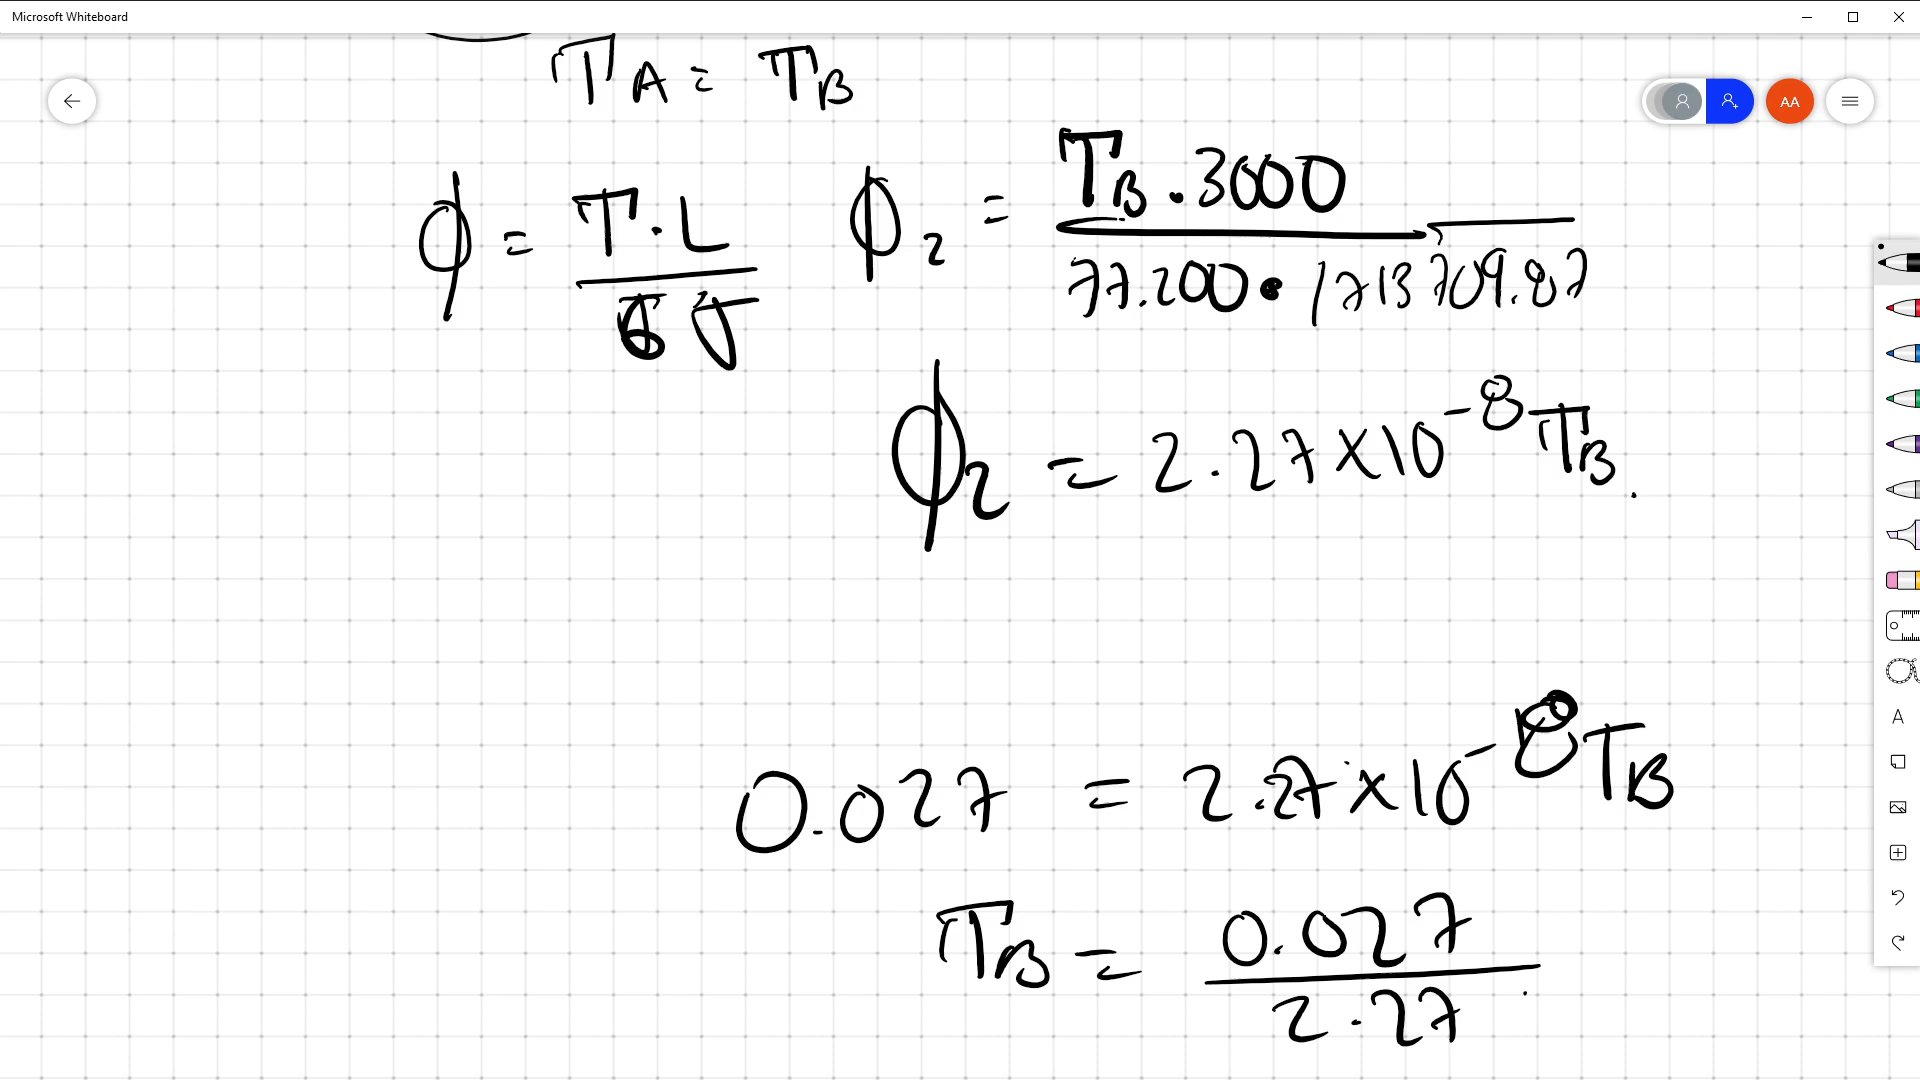 Microsoft Whiteboard
T_A = T_B
AA
ϕ = T·L / GJ
ϕ_2 = T_B . 3000 / 77.200 • 1713709.87
ϕ_2 = 2.27 × 10^-8 T_B.
0.027 = 2.27 × 10^-8 T_B
A
T_B = 0.027 / 2.27